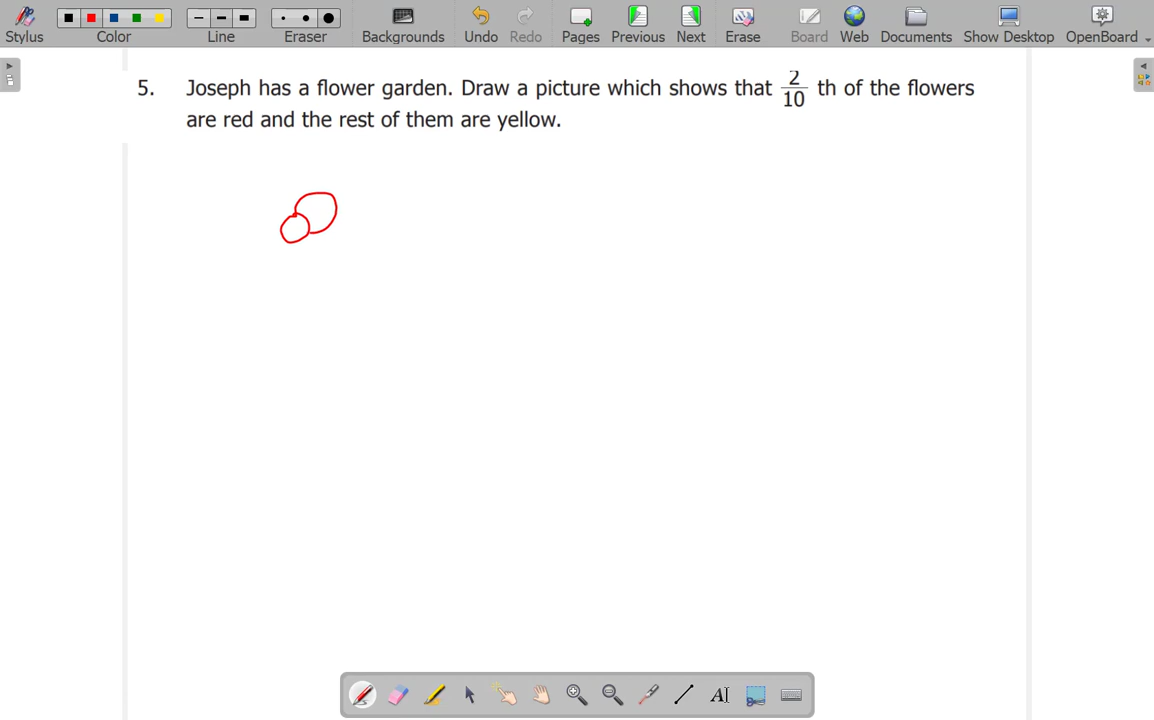 Stylus Color Line Eraser Backgrounds Undo Redo Pages Previous Next Erase Board Web Documents Show Desktop OpenBoard
5. Joseph has a flower garden. Draw a picture which shows that 2/10 th of the flowers
are red and the rest of them are yellow.